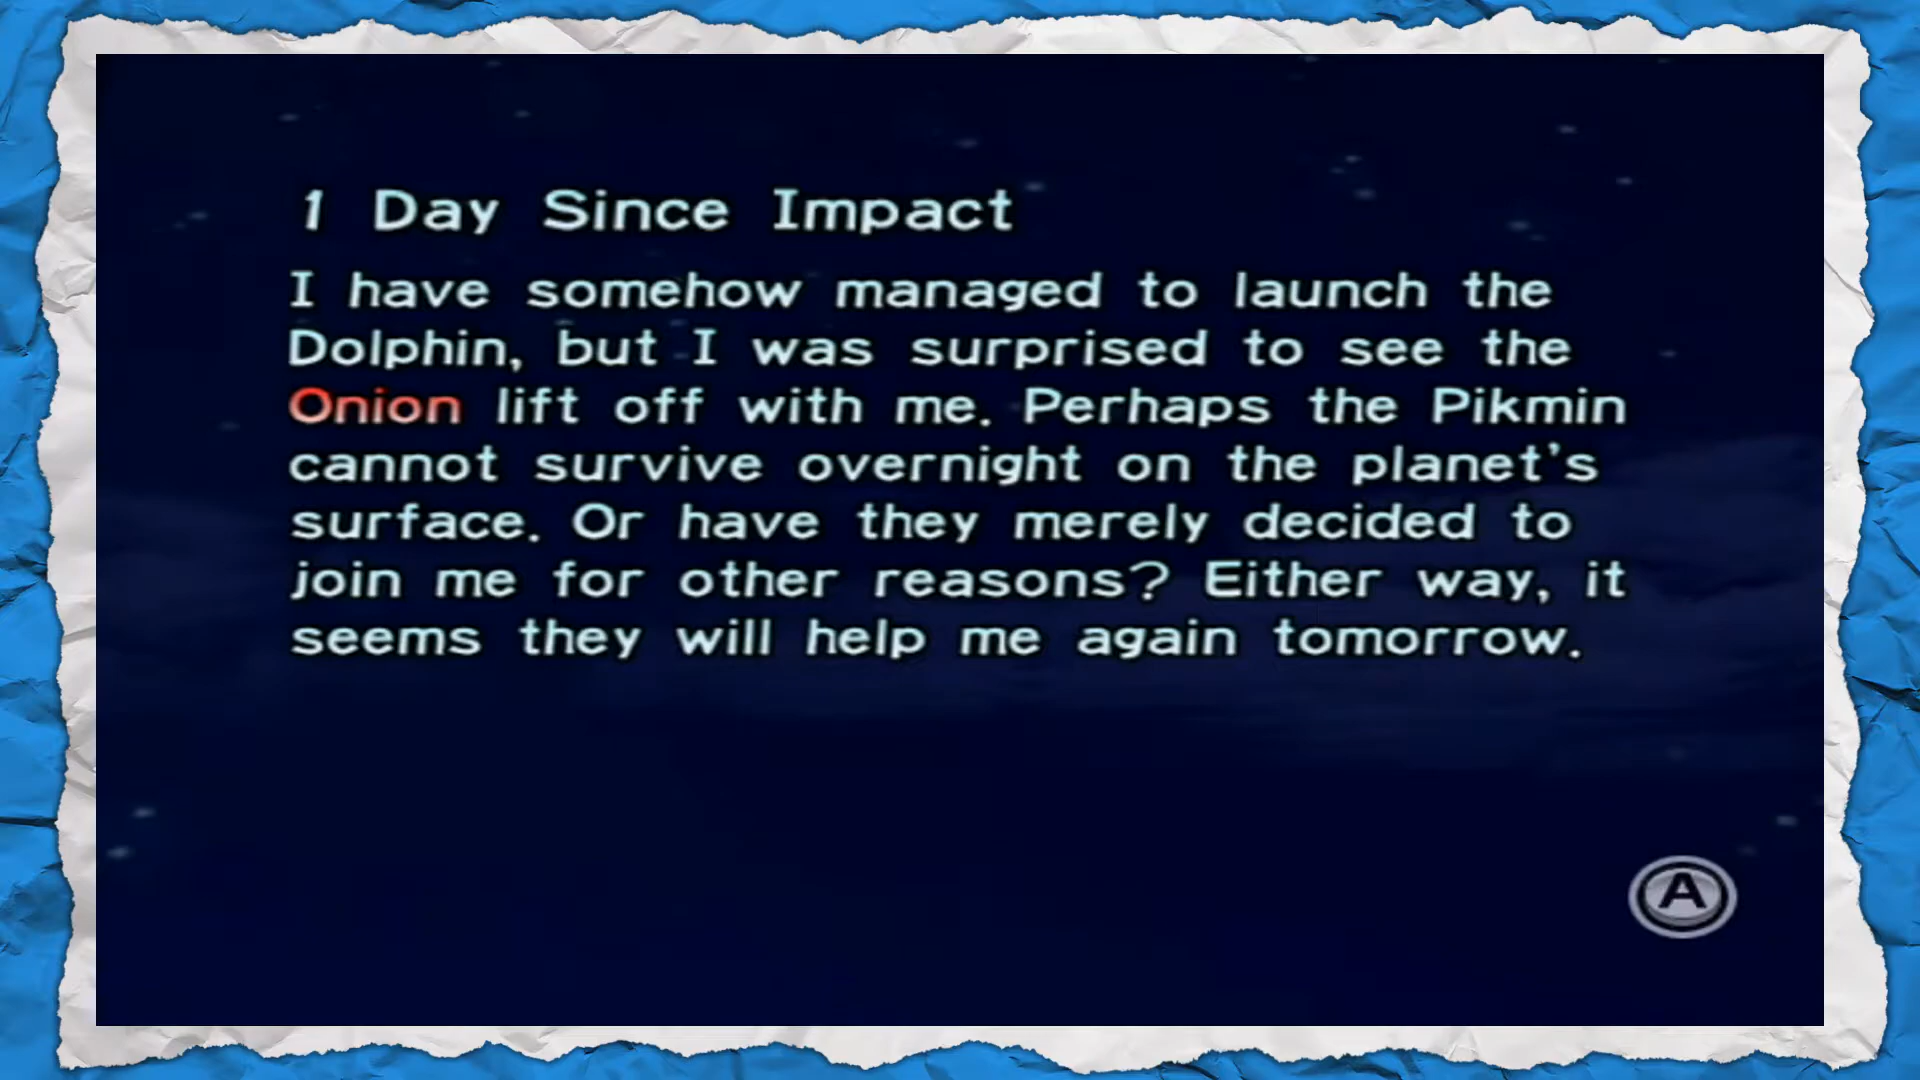 1 Day Since Impact
I have somehow managed to launch the
Dolphin, but I was surprised to see the
Onion lift off with me. Perhaps the Pikmin
cannot survive overnight on the planet's
surface. Or have they merely decided to
join me for other reasons? Either way, it
seems they will help me again tomorrow.
A